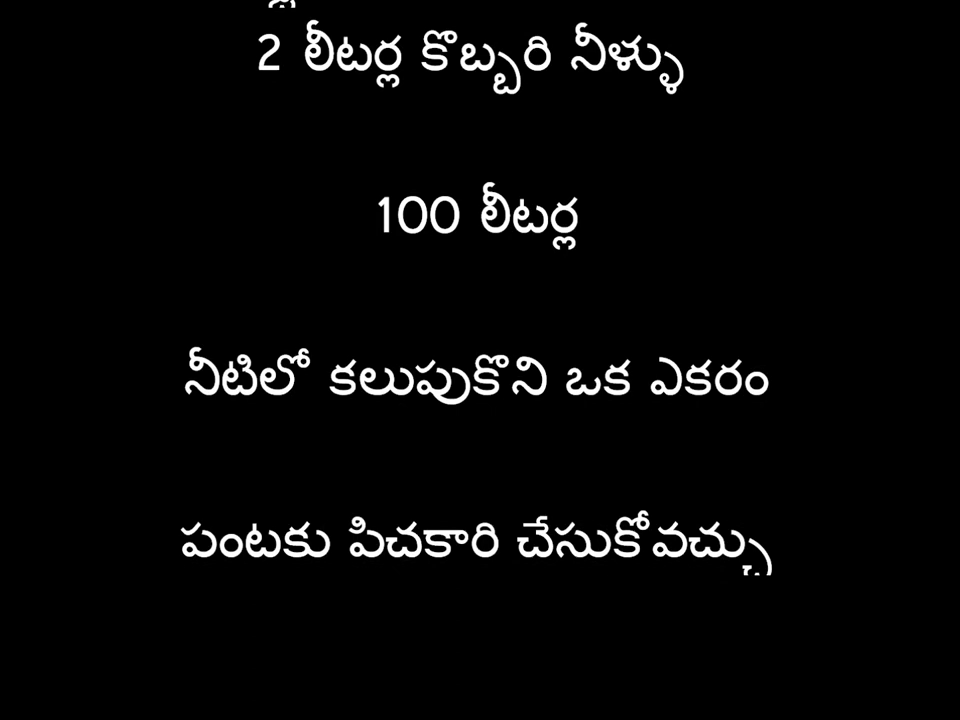 2 లీటర్ల కొబ్బరి నీళ్ళు
100 లీటర్ల
నీటిలో కలుపుకొని ఒక ఎకరం
పంటకు పిచకారి చేసుకోవచ్చు